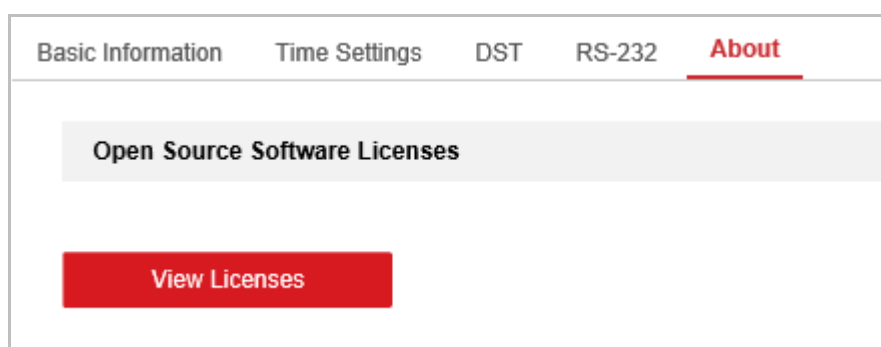 Basic Information Time Settings DST RS-232 About
Open Source Software Licenses
View Licenses